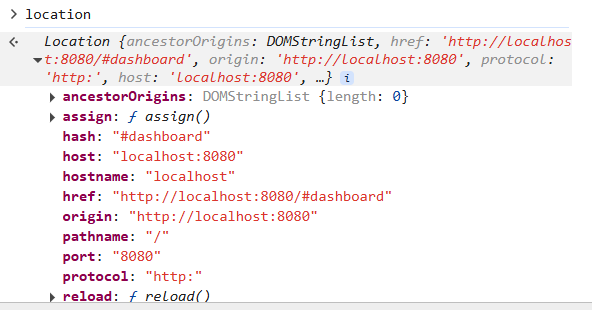 > location
Location {ancestorOrigins: DOMStringList, href: 'http://localhos
t:8080/#dashboard', origin: 'http://localhost:8080', protocol:
'http:', host: 'localhost:8080', …} i
ancestorOrigins: DOMStringList {length: 0}
assign: ƒ assign()
hash: "#dashboard"
host: "localhost:8080"
hostname: "localhost"
href: "http://localhost:8080/#dashboard"
origin: "http://localhost:8080"
pathname: "/"
port: "8080"
protocol: "http:"
reload: ƒ reload()